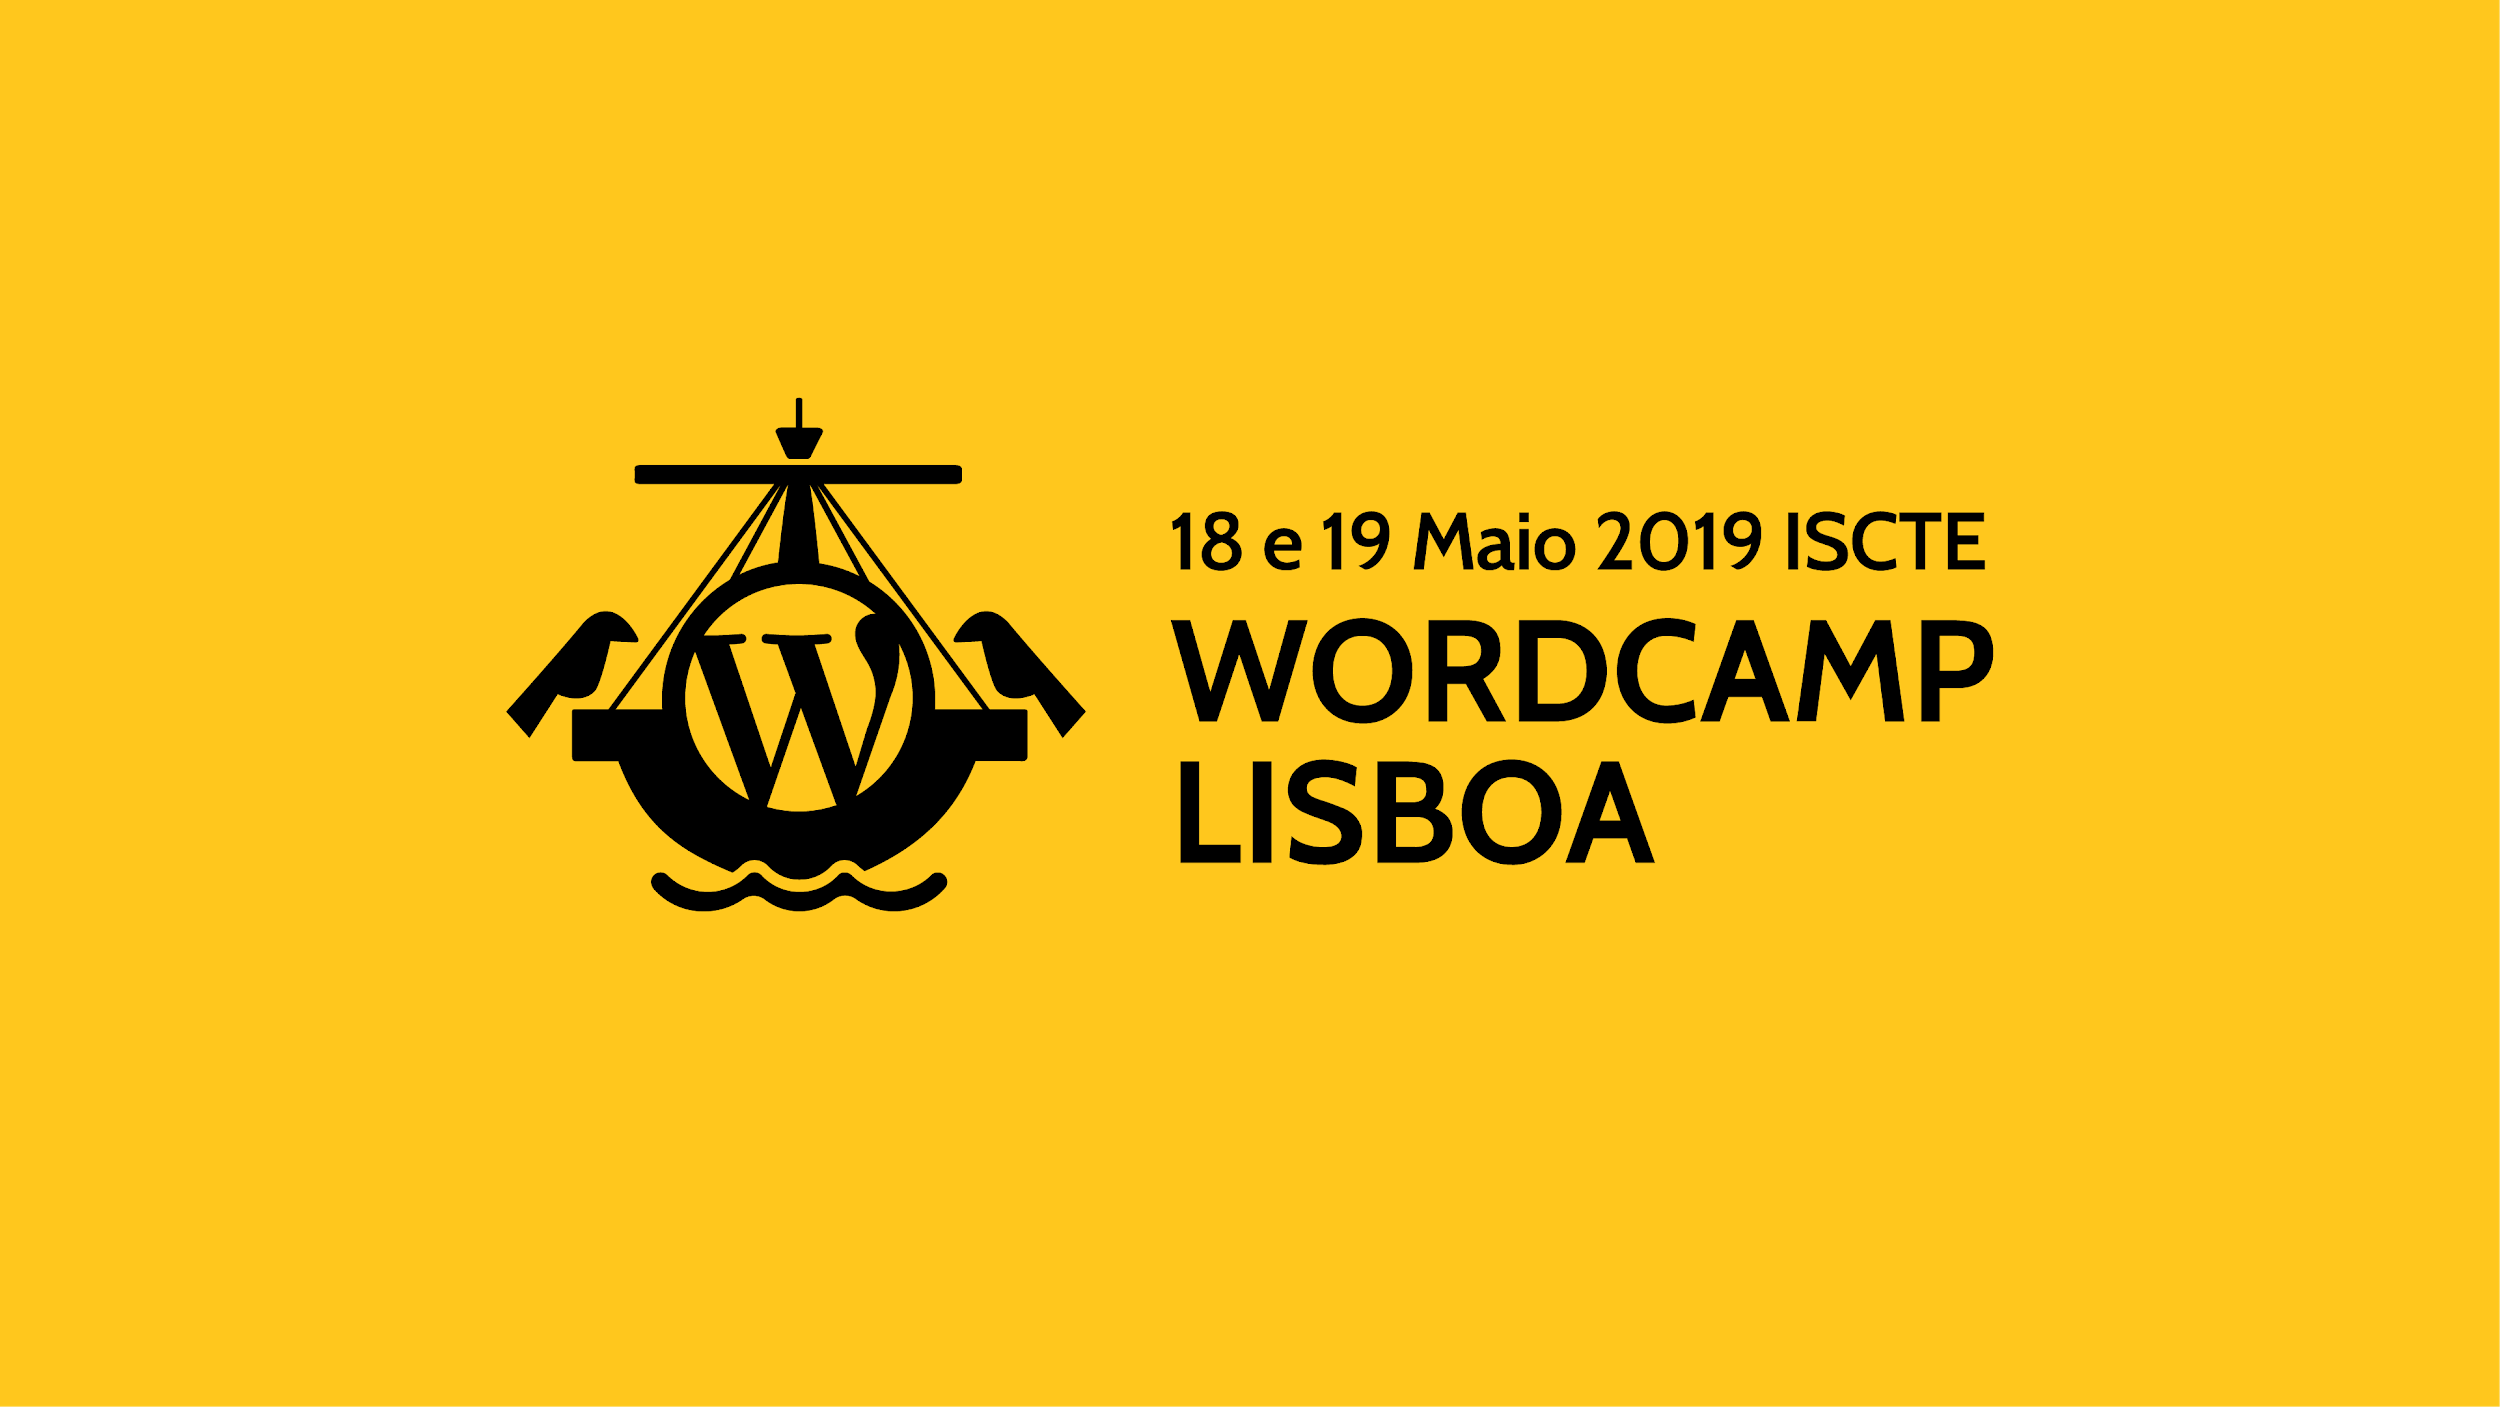 18 e 19 Maio 2019 ISCTE
WORDCAMP
LISBOA